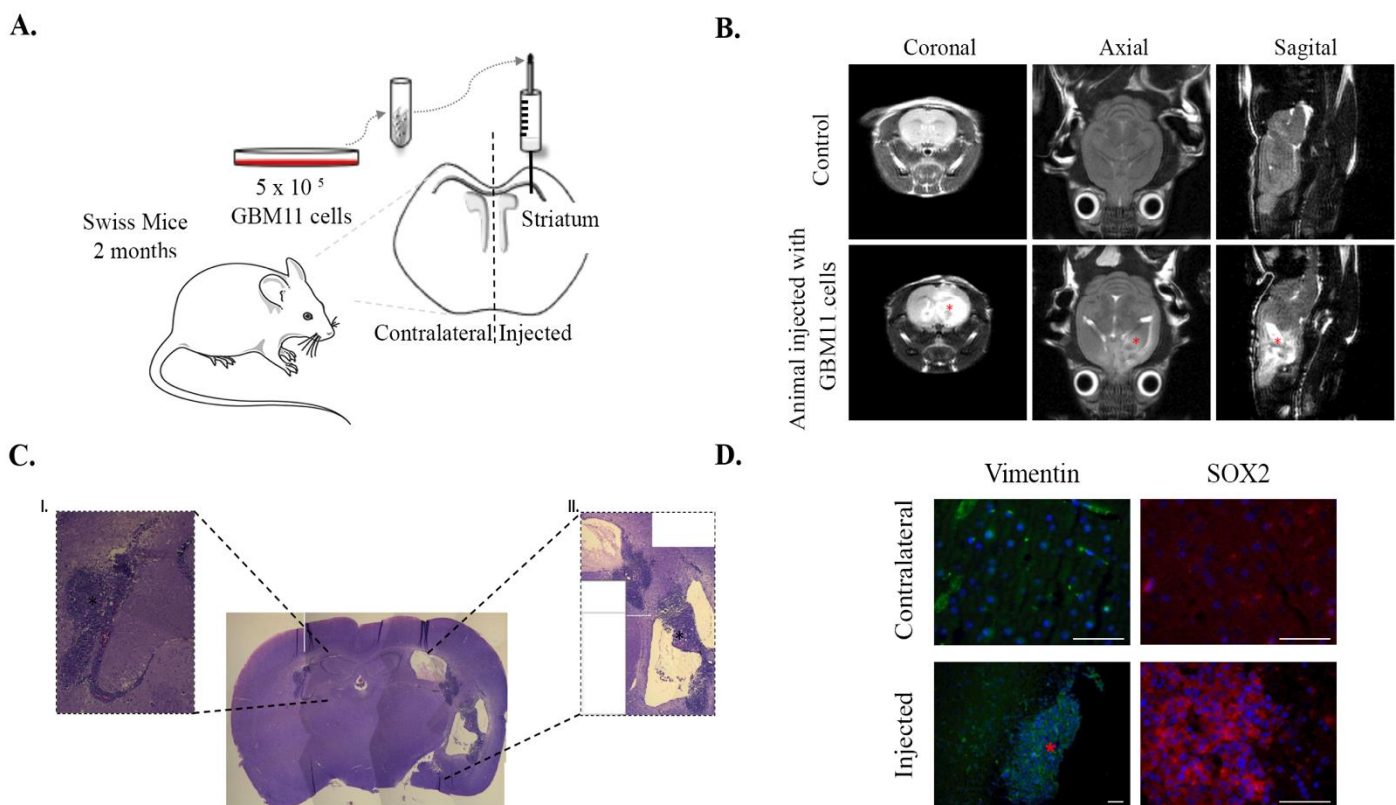 A.
5 x 10 5
GBM11 cells
Swiss Mice
2 months
Striatum
Contralateral Injected
B.
Coronal Axial Sagital
Control
Animal injected with
GBM11 cells
*
*
*
C.
I.
*
II.
*
D.
Vimentin SOX2
Contralateral
Injected
*